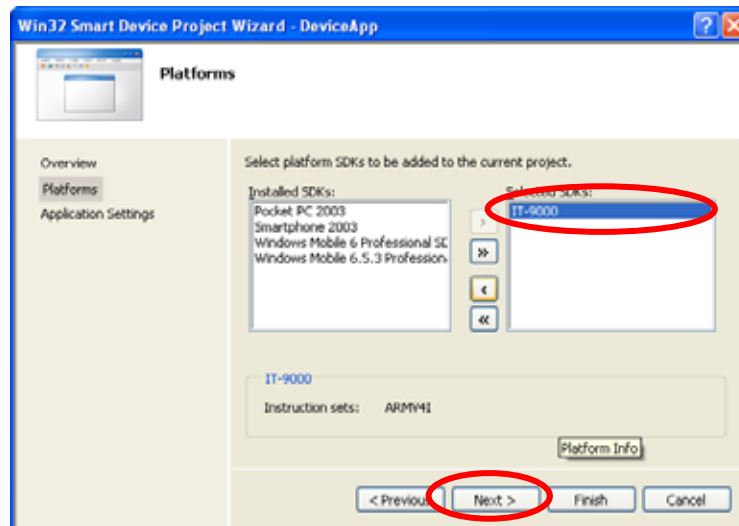 Win32 Smart Device Project Wizard - DeviceApp
Platforms
Overview
Platforms
Application Settings
Select platform SDKs to be added to the current project.
Installed SDKs:
Pocket PC 2003
Smartphone 2003
Windows Mobile 6 Professional SD
Windows Mobile 6.5.3 Profession
Selected SDKs:
IT-9000
>
»
<
«
IT-9000
Instruction sets: ARMV4I
Platform Info
< Previous
Next >
Finish
Cancel